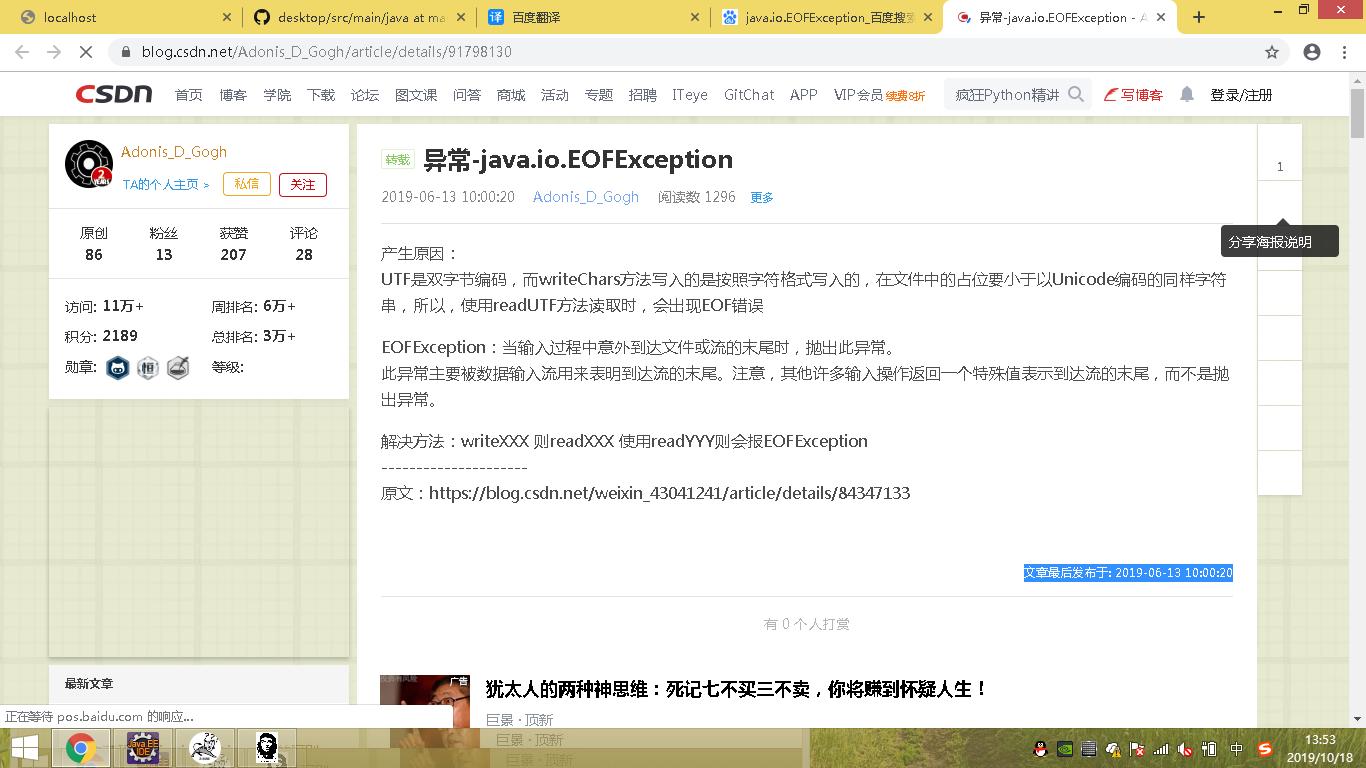 localhost
desktop/src/main/java at ma
译 百度翻译
java.io.EOFException_百度搜索
异常-java.io.EOFException - A
blog.csdn.net/Adonis_D_Gogh/article/details/91798130
CSDN 首页 博客 学院 下载 论坛 图文课 问答 商城 活动 专题 招聘 ITeye GitChat APP VIP会员 续费8折 疯狂Python精讲 写博客 登录/注册
Adonis_D_Gogh
2 YEARS
TA的个人主页 > 私信 关注
原创 粉丝 获赞 评论
86 13 207 28
访问: 11万+ 周排名: 6万+
积分: 2189 总排名: 3万+
勋章: 恒 等级:
最新文章
转载 异常-java.io.EOFException
2019-06-13 10:00:20 Adonis_D_Gogh 阅读数 1296 更多
产生原因：
UTF是双字节编码，而writeChars方法写入的是按照字符格式写入的，在文件中的占位要小于以Unicode编码的同样字符
串，所以，使用readUTF方法读取时，会出现EOF错误
EOFException：当输入过程中意外到达文件或流的末尾时，抛出此异常。
此异常主要被数据输入流用来表明到达流的末尾。注意，其他许多输入操作返回一个特殊值表示到达流的末尾，而不是抛
出异常。
解决方法：writeXXX 则readXXX 使用readYYY则会报EOFException
---------------------
原文：https://blog.csdn.net/weixin_43041241/article/details/84347133
文章最后发布于: 2019-06-13 10:00:20
有 0 个人打赏
广告
犹太人的两种神思维：死记七不买三不卖，你将赚到怀疑人生！
巨景 · 顶新
巨景 · 顶新
巨景 · 顶新
1
分享海报说明
正在等待 pos.baidu.com 的响应...
Java EE
IDE
中
13:53
2019/10/18